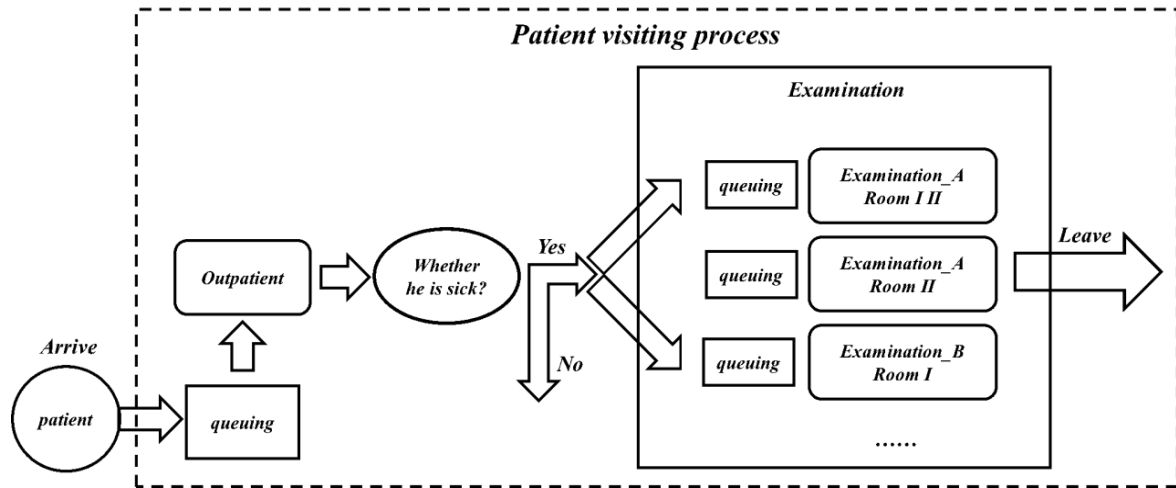 Patient visiting process
Examination
queuing
Examination_A
Room I II
Yes
Leave
Outpatient
Whether
he is sick?
queuing
Examination_A
Room II
Arrive
No
queuing
Examination_B
Room I
patient
queuing
......